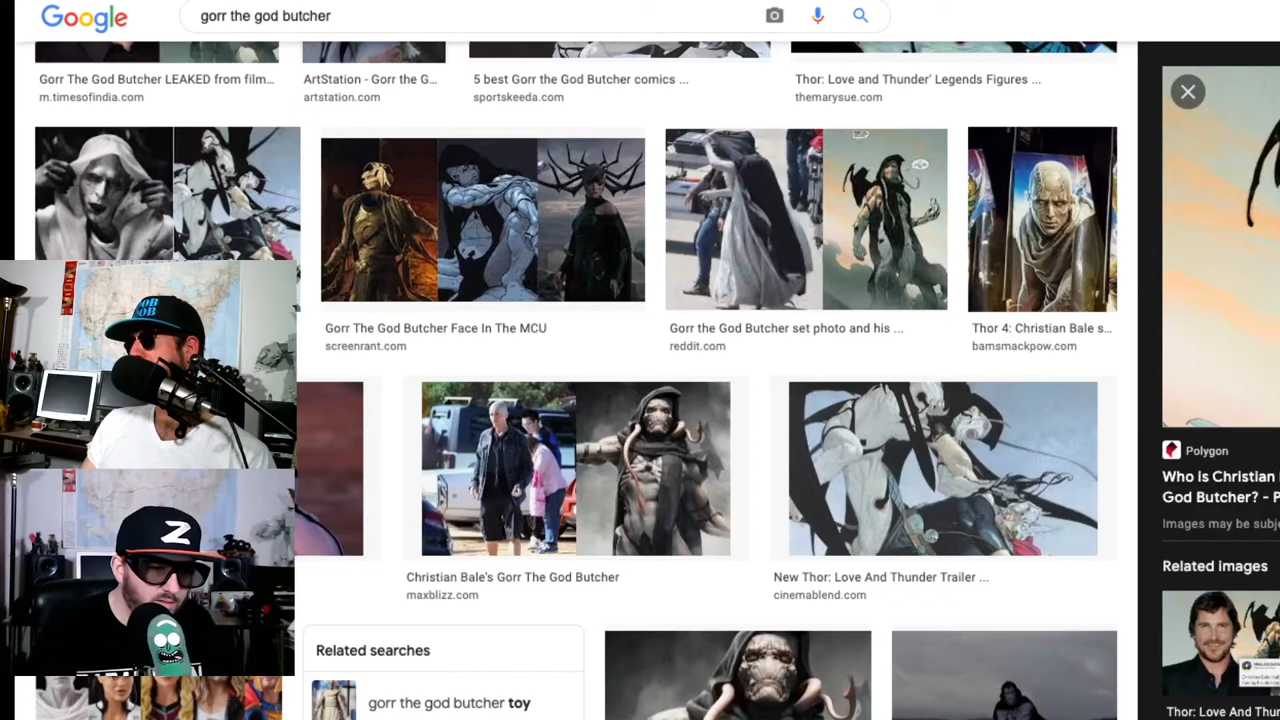 Google
gorr the god butcher
Gorr The God Butcher LEAKED from film...
m.timesofindia.com
ArtStation - Gorr the G...
artstation.com
5 best Gorr the God Butcher comics ...
sportskeeda.com
Thor: Love and Thunder' Legends Figures ...
themarysue.com
Gorr The God Butcher Face In The MCU
screenrant.com
Gorr the God Butcher set photo and his ...
reddit.com
Thor 4: Christian Bale s...
bamsmackpow.com
Polygon
Who is Christian
God Butcher? - P
Images may be subje
Related images
Christian Bale's Gorr The God Butcher
maxblizz.com
New Thor: Love And Thunder Trailer ...
cinemablend.com
Related searches
gorr the god butcher toy
Thor: Love And Thun
Z